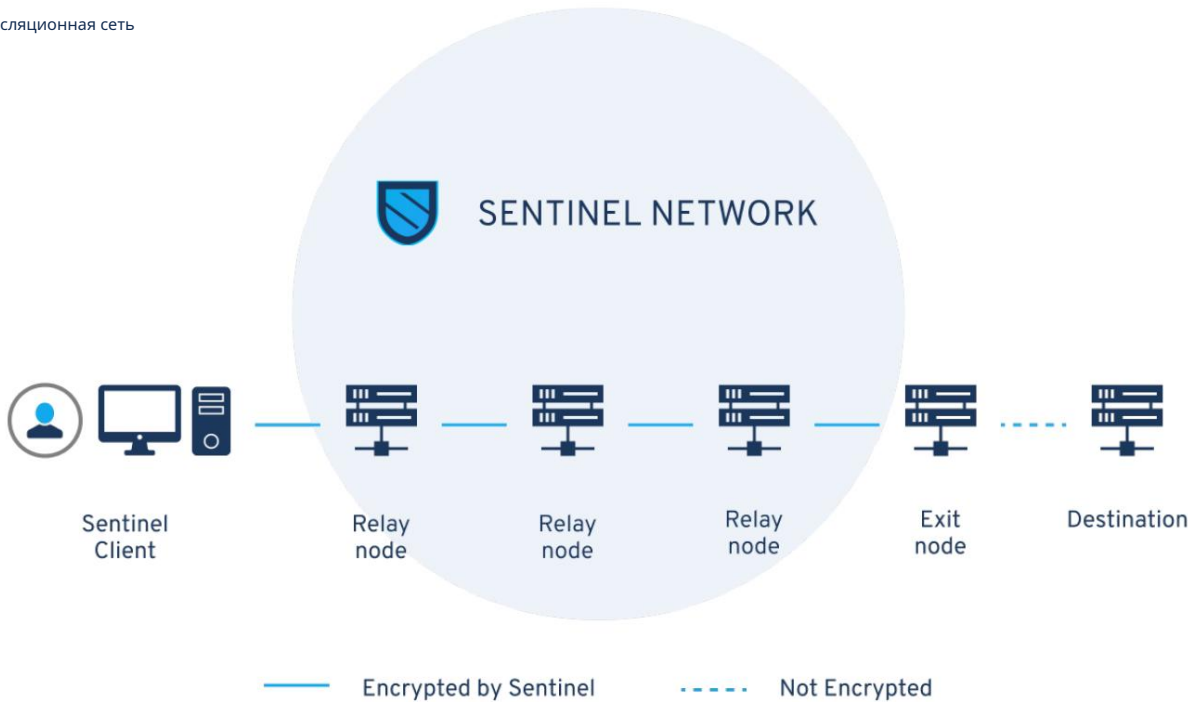 сляционная сеть
SENTINEL NETWORK
Sentinel
Client
Relay
node
Relay
node
Relay
node
Exit
node
Destination
Encrypted by Sentinel
Not Encrypted